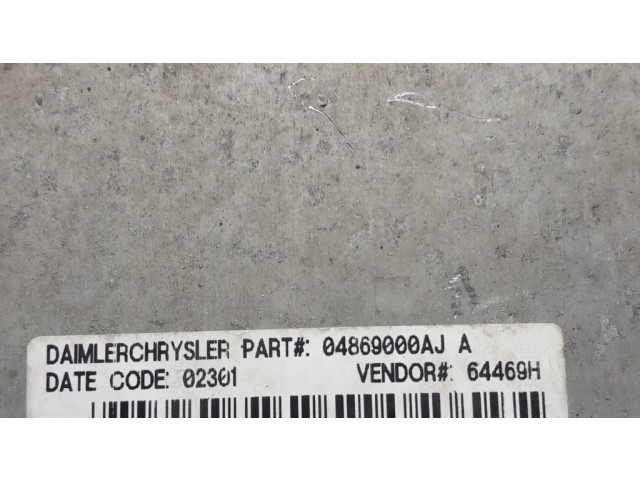 DAIMLERCHRYSLER PART#: 04869000AJ A
DATE CODE: 02301 VENDOR#: 64469H